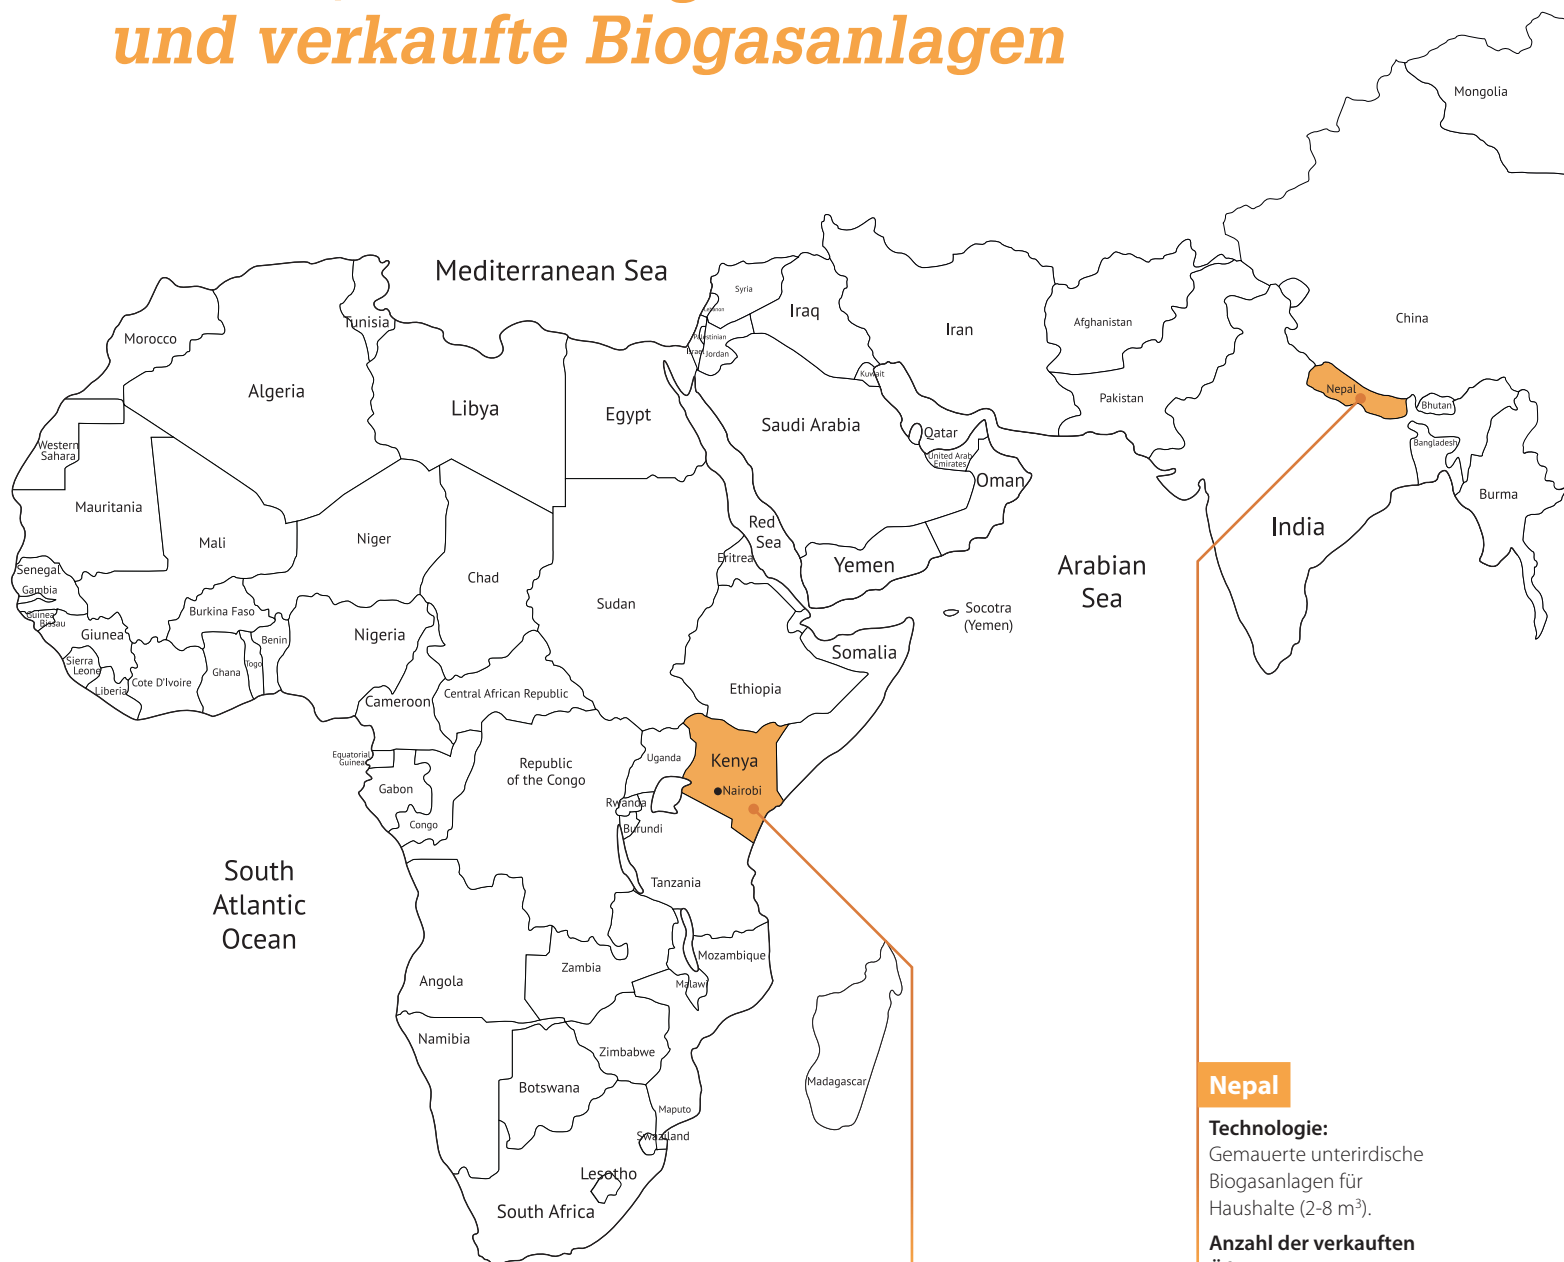 und verkaufte Biogasanlagen
Mongolia
Mediterranean Sea
Syria
Lebanon
Iraq
Iran
Afghanistan
China
Morocco
Tunisia
Palestinian
Israel
Jordan
Algeria
Libya
Egypt
Kuwait
Pakistan
Nepal
Bhutan
Saudi Arabia
Qatar
United Arab
Emirates
Bangladesh
Western
Sahara
Oman
Burma
Mauritania
Mali
Niger
Chad
Red
Sea
India
Eritrea
Yemen
Arabian
Sea
Senegal
Gambia
Guinea
Bissau
Giunea
Burkina Faso
Sudan
Socotra
(Yemen)
Nigeria
Benin
Togo
Ghana
Somalia
Sierra
Leone
Liberia
Cote D'Ivoire
Cameroon
Central African Republic
Ethiopia
Equatorial
Guinea
Republic
of the Congo
Uganda
Kenya
Nairobi
Gabon
Congo
Rwanda
Burundi
South
Atlantic
Ocean
Tanzania
Angola
Zambia
Mozambique
Malawi
Namibia
Zimbabwe
Botswana
Madagascar
Maputo
Swaziland
Lesotho
South Africa
Nepal
Technologie:
Gemauerte unterirdische
Biogasanlagen für
Haushalte (2-8 m³).
Anzahl der verkauften